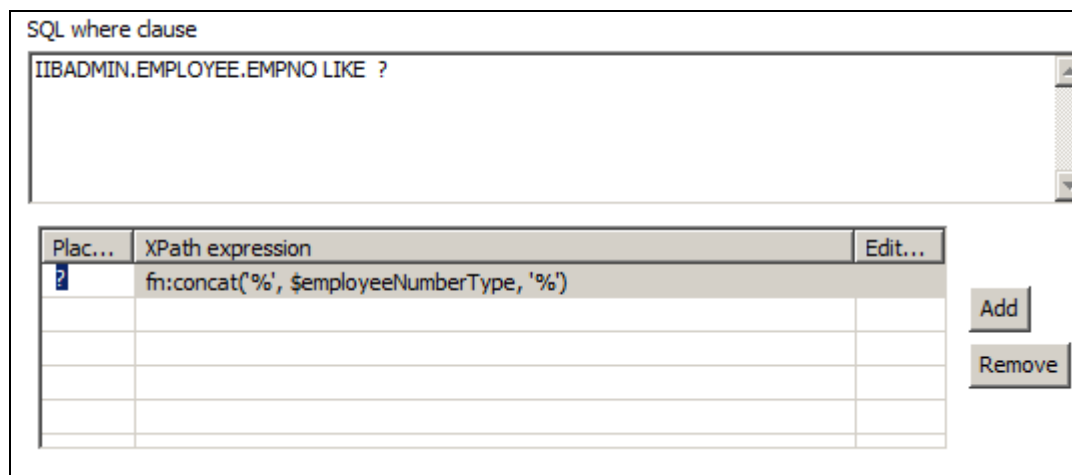 SQL where clause
IIBADMIN.EMPLOYEE.EMPNO LIKE  ?
Plac... XPath expression Edit...
? fn:concat('%', $employeeNumberType, '%')
Add
Remove